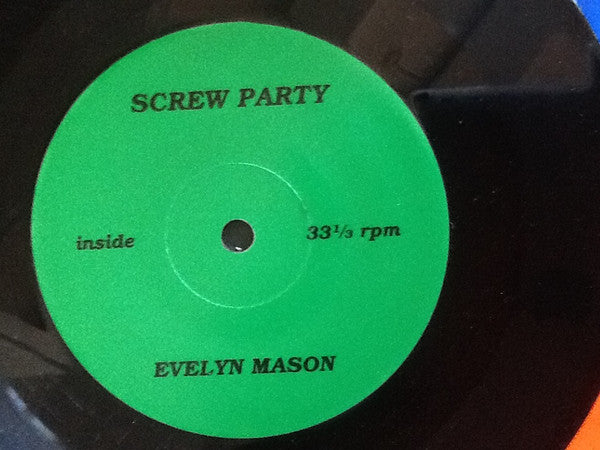 SCREW PARTY
inside 33⅓ rpm
EVELYN MASON